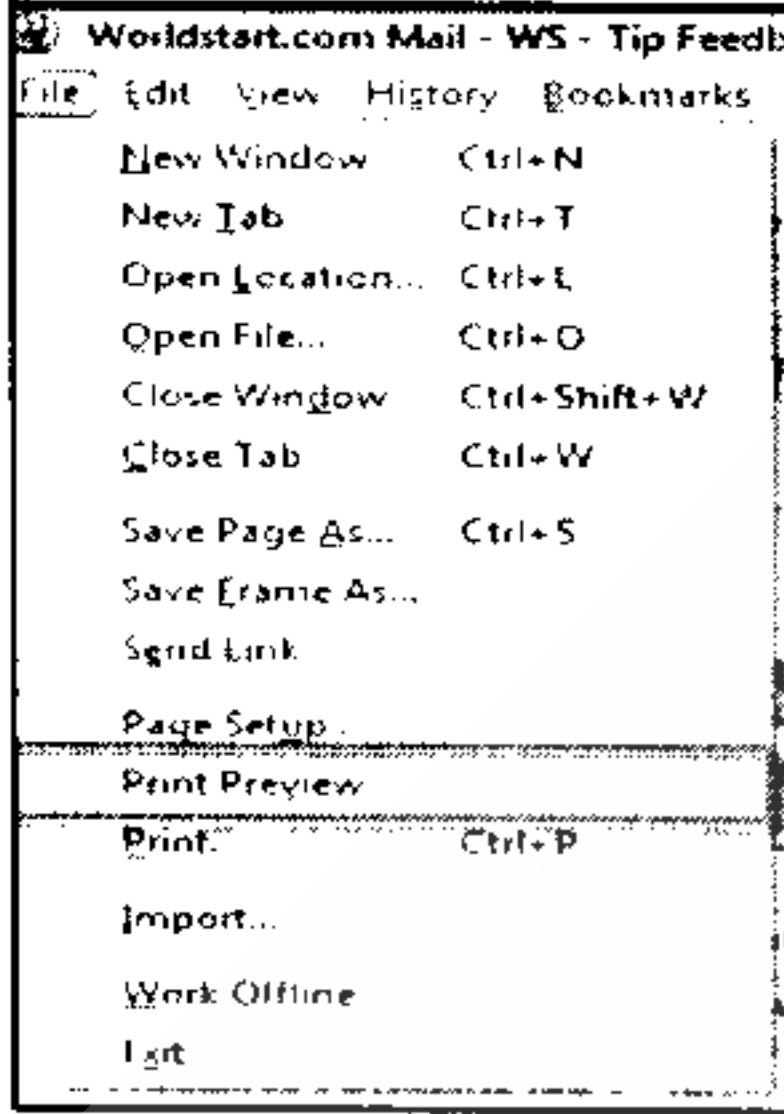 Worldstart.com Mail - WS - Tip Feedb
File Edit View History Bookmarks
New Window Ctrl+N
New Tab Ctrl+T
Open Location... Ctrl+L
Open File... Ctrl+O
Close Window Ctrl+Shift+W
Close Tab Ctrl+W
Save Page As... Ctrl+S
Save Frame As...
Send Link
Page Setup...
Print Preview
Print... Ctrl+P
Import...
Work Offline
Exit